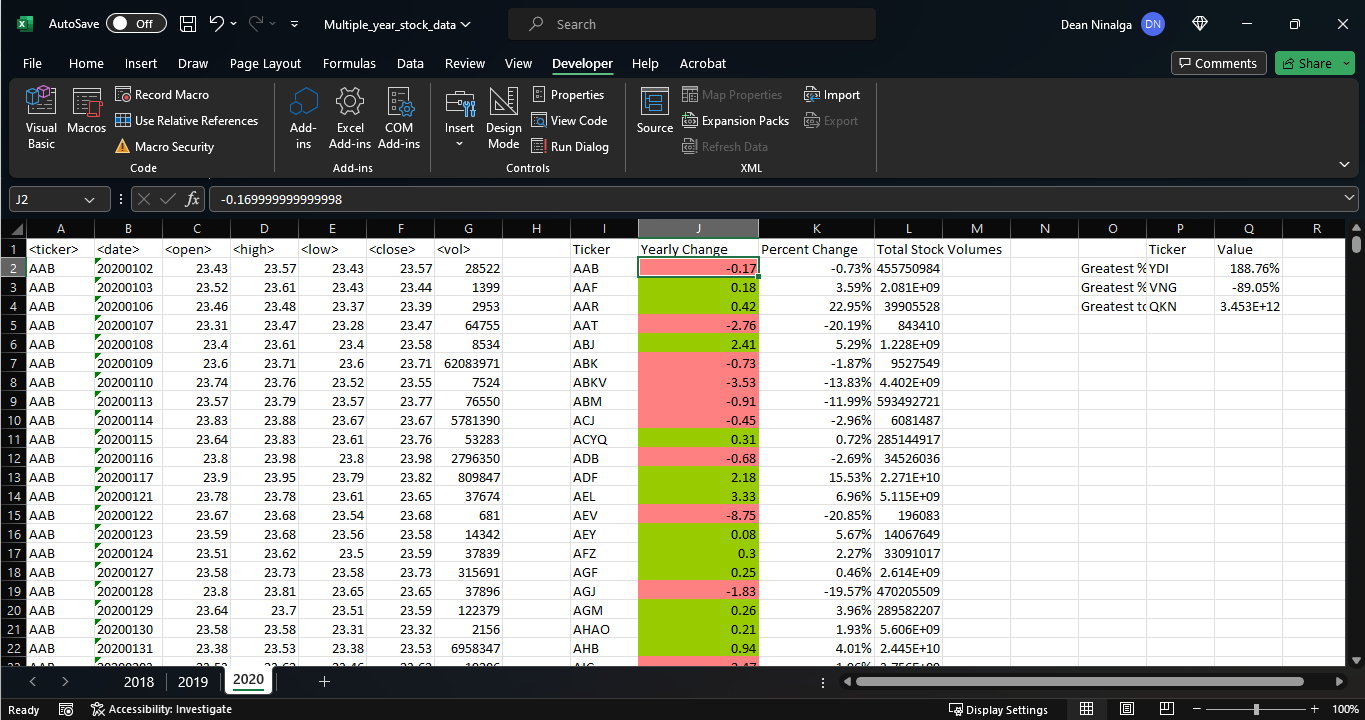 AutoSave Off Multiple_year_stock_data Search Dean Ninalga DN
File Home Insert Draw Page Layout Formulas Data Review View Developer Help Acrobat Comments Share
Visual Basic Macros Record Macro Use Relative References Macro Security Code
Add-ins Excel Add-ins COM Add-ins Add-ins
Insert Design Mode Properties View Code Run Dialog Controls
Source Map Properties Expansion Packs Refresh Data Import Export XML
J2 fx -0.169999999999998
A B C D E F G H I J K L M N O P Q R
1 <ticker> <date> <open> <high> <low> <close> <vol> Ticker Yearly Change Percent Change Total Stock Volumes Ticker Value
2 AAB 20200102 23.43 23.57 23.43 23.57 28522 AAB -0.17 -0.73% 455750984 Greatest % YDI 188.76%
3 AAB 20200103 23.52 23.61 23.43 23.44 1399 AAF 0.18 3.59% 2.081E+09 Greatest % VNG -89.05%
4 AAB 20200106 23.46 23.48 23.37 23.39 2953 AAR 0.42 22.95% 39905528 Greatest to QKN 3.453E+12
5 AAB 20200107 23.31 23.47 23.28 23.47 64755 AAT -2.76 -20.19% 843410
6 AAB 20200108 23.4 23.61 23.4 23.58 8534 ABJ 2.41 5.29% 1.228E+09
7 AAB 20200109 23.6 23.71 23.6 23.71 62083971 ABK -0.73 -1.87% 9527549
8 AAB 20200110 23.74 23.76 23.52 23.55 7524 ABKV -3.53 -13.83% 4.402E+09
9 AAB 20200113 23.57 23.79 23.57 23.77 76550 ABM -0.91 -11.99% 593492721
10 AAB 20200114 23.83 23.88 23.67 23.67 5781390 ACJ -0.45 -2.96% 6081487
11 AAB 20200115 23.64 23.83 23.61 23.76 53283 ACYQ 0.31 0.72% 285144917
12 AAB 20200116 23.8 23.98 23.8 23.98 2796350 ADB -0.68 -2.69% 34526036
13 AAB 20200117 23.9 23.95 23.79 23.82 809847 ADF 2.18 15.53% 2.271E+10
14 AAB 20200121 23.78 23.78 23.61 23.65 37674 AEL 3.33 6.96% 5.115E+09
15 AAB 20200122 23.67 23.68 23.54 23.68 681 AEV -8.75 -20.85% 196083
16 AAB 20200123 23.59 23.68 23.56 23.58 14342 AEY 0.08 5.67% 14067649
17 AAB 20200124 23.51 23.62 23.5 23.59 37839 AFZ 0.3 2.27% 33091017
18 AAB 20200127 23.58 23.73 23.58 23.73 315691 AGF 0.25 0.46% 2.614E+09
19 AAB 20200128 23.8 23.81 23.65 23.65 37896 AGJ -1.83 -19.57% 470205509
20 AAB 20200129 23.64 23.7 23.51 23.59 122379 AGM 0.26 3.96% 289582207
21 AAB 20200130 23.58 23.58 23.31 23.32 2156 AHAO 0.21 1.93% 5.606E+09
22 AAB 20200131 23.38 23.53 23.38 23.53 6958347 AHB 0.94 4.01% 2.445E+10
2018 2019 2020
Ready Accessibility: Investigate Display Settings 100%